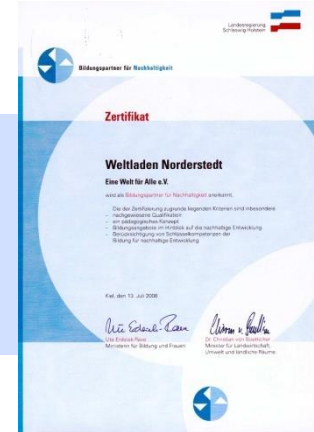 Landesregierung
Schleswig-Holstein
Bildungspartner für Nachhaltigkeit
Zertifikat
Weltladen Norderstedt
Eine Welt für Alle e.V.
wird als Bildungspartner für Nachhaltigkeit anerkannt.
Die der Zertifizierung zugrunde liegenden Kriterien sind insbesondere
- nachgewiesene Qualifikation
- ein pädagogisches Konzept
- Bildungsangebote im Hinblick auf die nachhaltige Entwicklung
- Berücksichtigung von Schlüsselkompetenzen der
Bildung für nachhaltige Entwicklung
Kiel, den 13. Juli 2006
Ute Erdsiek-Rave
Ministerin für Bildung und Frauen
Dr. Christian von Boetticher
Minister für Landwirtschaft,
Umwelt und ländliche Räume